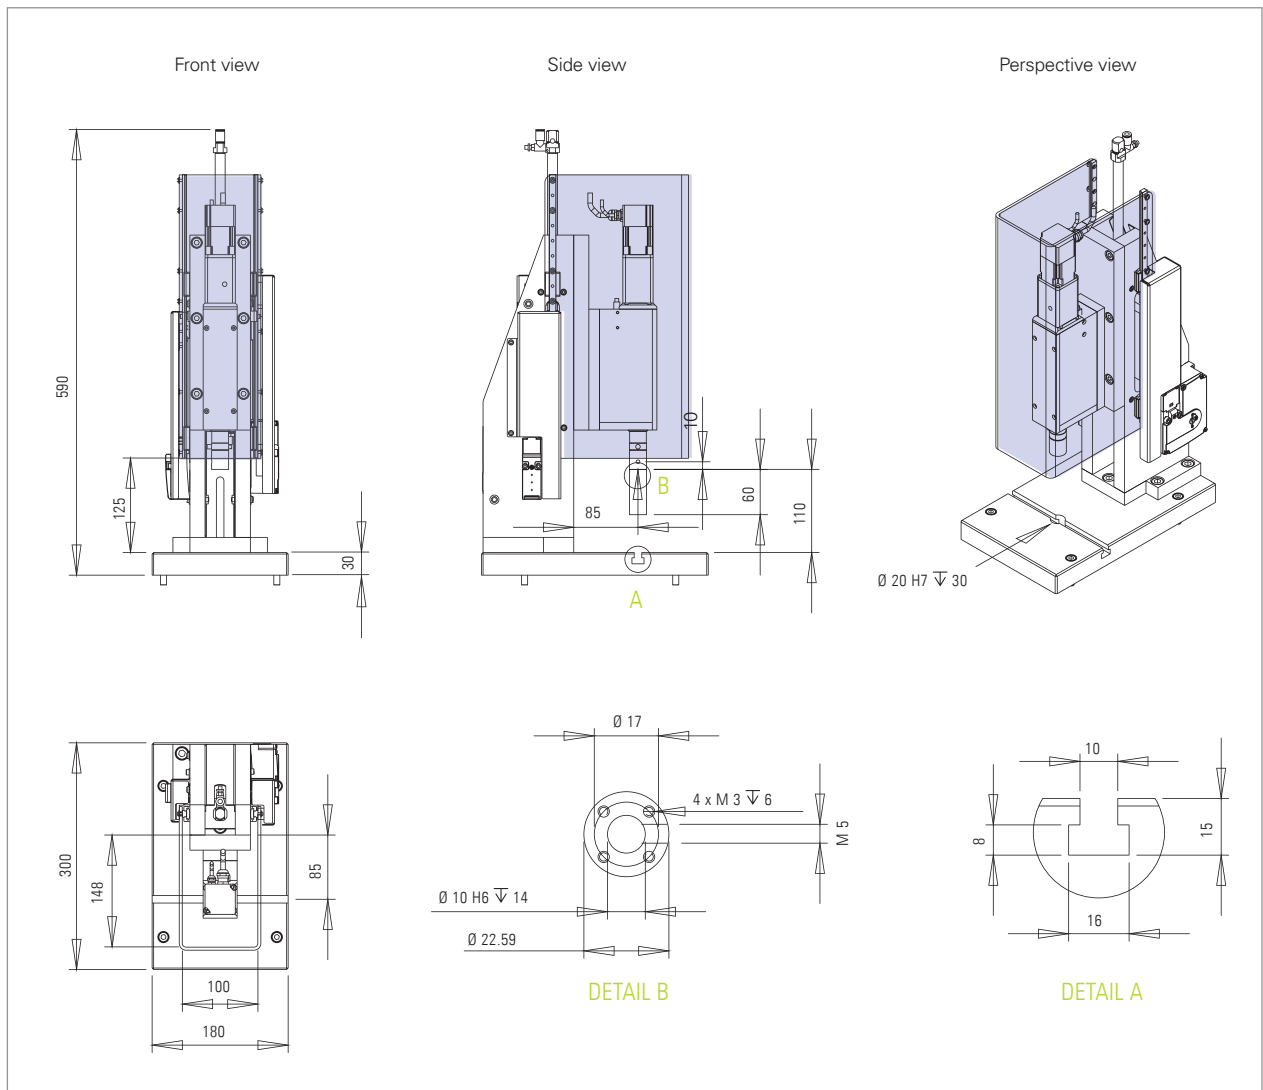 Front view
Side view
Perspective view
590
125
30
10
B
85
60
110
A
Ø 20 H7 ↧ 30
300
148
85
100
180
Ø 17
4 x M 3 ↧ 6
M 5
Ø 10 H6 ↧ 14
Ø 22.59
DETAIL B
10
8
15
16
DETAIL A